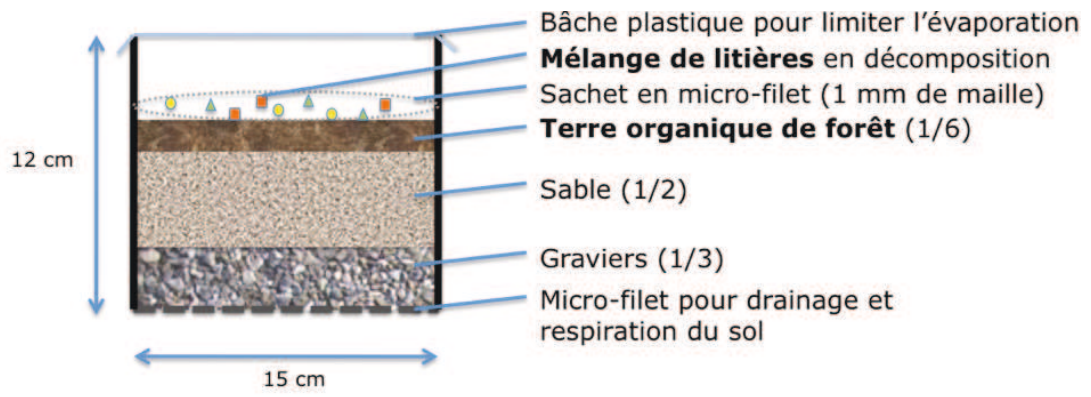 Bâche plastique pour limiter l’évaporation
Mélange de litières en décomposition
Sachet en micro-filet (1 mm de maille)
Terre organique de forêt (1/6)
12 cm
Sable (1/2)
Graviers (1/3)
Micro-filet pour drainage et
respiration du sol
15 cm